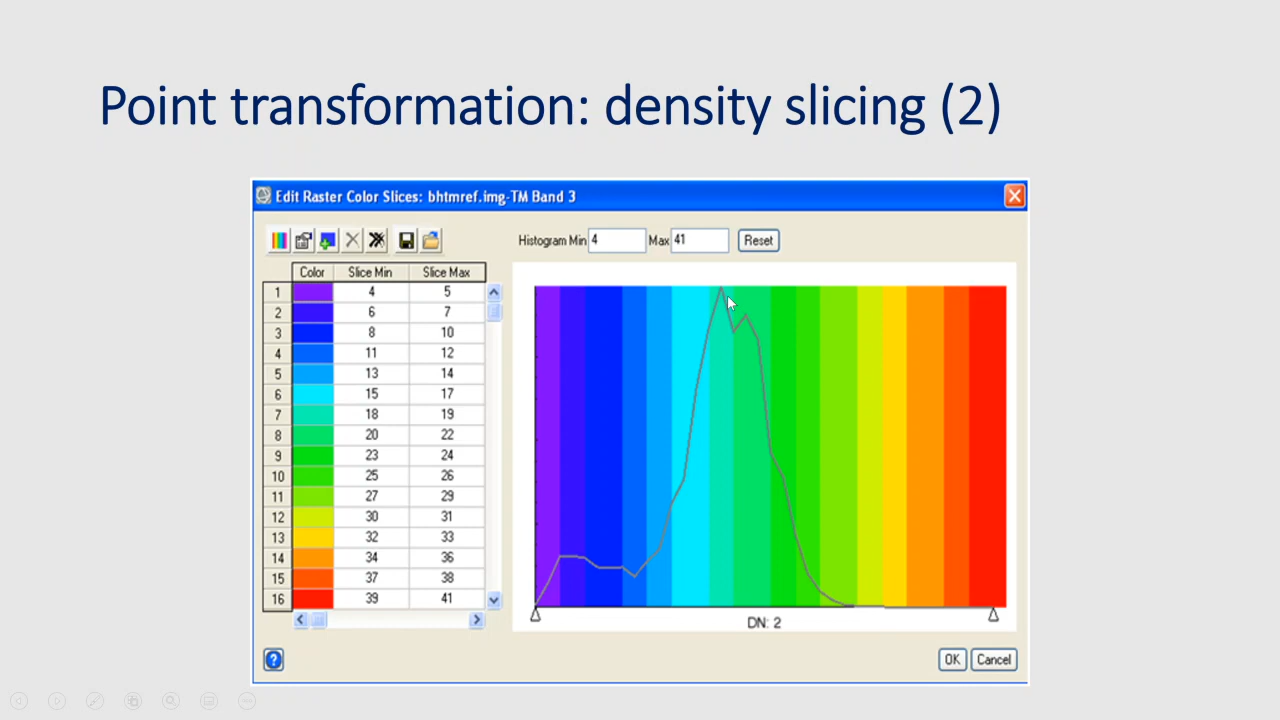 Point transformation: density slicing (2)
Edit Raster Color Slices: bhtmref.img-TM Band 3
Histogram Min 4 Max 41 Reset
Color Slice Min Slice Max
1 4 5
2 6 7
3 8 10
4 11 12
5 13 14
6 15 17
7 18 19
8 20 22
9 23 24
10 25 26
11 27 29
12 30 31
13 32 33
14 34 36
15 37 38
16 39 41
DN: 2
OK Cancel